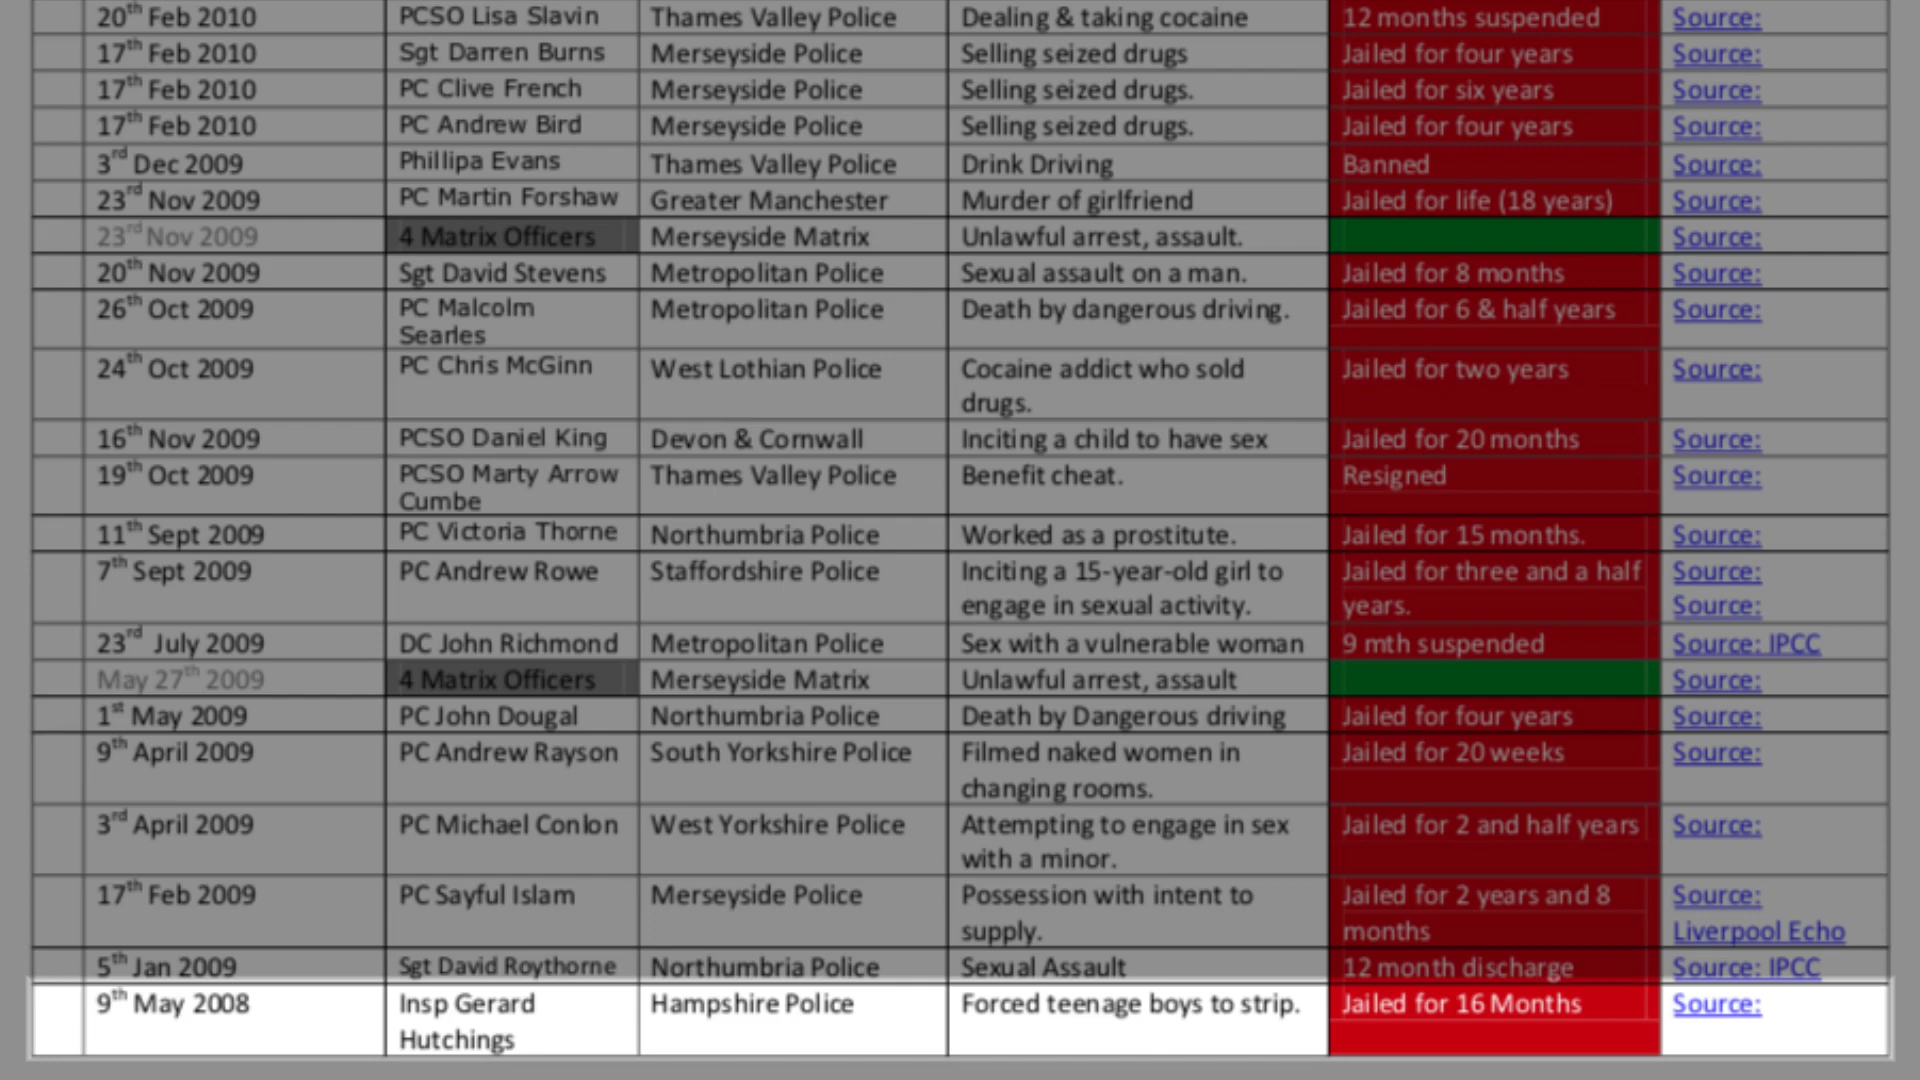 20th Feb 2010 PCSO Lisa Slavin Thames Valley Police Dealing & taking cocaine 12 months suspended Source:
17th Feb 2010 Sgt Darren Burns Merseyside Police Selling seized drugs Jailed for four years Source:
17th Feb 2010 PC Clive French Merseyside Police Selling seized drugs. Jailed for six years Source:
17th Feb 2010 PC Andrew Bird Merseyside Police Selling seized drugs. Jailed for four years Source:
3rd Dec 2009 Phillipa Evans Thames Valley Police Drink Driving Banned Source:
23rd Nov 2009 PC Martin Forshaw Greater Manchester Murder of girlfriend Jailed for life (18 years) Source:
23rd Nov 2009 4 Matrix Officers Merseyside Matrix Unlawful arrest, assault. Source:
20th Nov 2009 Sgt David Stevens Metropolitan Police Sexual assault on a man. Jailed for 8 months Source:
26th Oct 2009 PC Malcolm Metropolitan Police Death by dangerous driving. Jailed for 6 & half years Source:
Searles
24th Oct 2009 PC Chris McGinn West Lothian Police Cocaine addict who sold Jailed for two years Source:
drugs.
16th Nov 2009 PCSO Daniel King Devon & Cornwall Inciting a child to have sex Jailed for 20 months Source:
19th Oct 2009 PCSO Marty Arrow Thames Valley Police Benefit cheat. Resigned Source:
Cumbe
11th Sept 2009 PC Victoria Thorne Northumbria Police Worked as a prostitute. Jailed for 15 months. Source:
7th Sept 2009 PC Andrew Rowe Staffordshire Police Inciting a 15-year-old girl to Jailed for three and a half Source:
engage in sexual activity. years. Source:
23rd July 2009 DC John Richmond Metropolitan Police Sex with a vulnerable woman 9 mth suspended Source: IPCC
May 27th 2009 4 Matrix Officers Merseyside Matrix Unlawful arrest, assault Source:
1st May 2009 PC John Dougal Northumbria Police Death by Dangerous driving Jailed for four years Source:
9th April 2009 PC Andrew Rayson South Yorkshire Police Filmed naked women in Jailed for 20 weeks Source:
changing rooms.
3rd April 2009 PC Michael Conlon West Yorkshire Police Attempting to engage in sex Jailed for 2 and half years Source:
with a minor.
17th Feb 2009 PC Sayful Islam Merseyside Police Possession with intent to Jailed for 2 years and 8 Source:
supply. months Liverpool Echo
5th Jan 2009 Sgt David Roythorne Northumbria Police Sexual Assault 12 month discharge Source: IPCC
9th May 2008 Insp Gerard Hampshire Police Forced teenage boys to strip. Jailed for 16 Months Source:
Hutchings